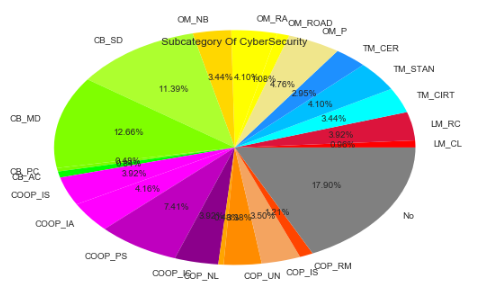 OM_NB
OM_RA
OM_ROAD
OM_P
CB_SD
Subcategory Of CyberSecurity
TM_CER
TM_STAN
TM_CIRT
LM_RC
LM_CL
3.44%
4.10%
4.76%
2.95%
11.39%
4.10%
3.44%
CB_MD
12.66%
3.92%
0.96%
CB_PC
CB_AC
3.92%
COOP_IS
4.16%
17.90%
COOP_IA
7.41%
3.50%
1.21%
No
COOP_PS
COOP_IC
COP_NL
COP_UN
COP_IS
COP_RM